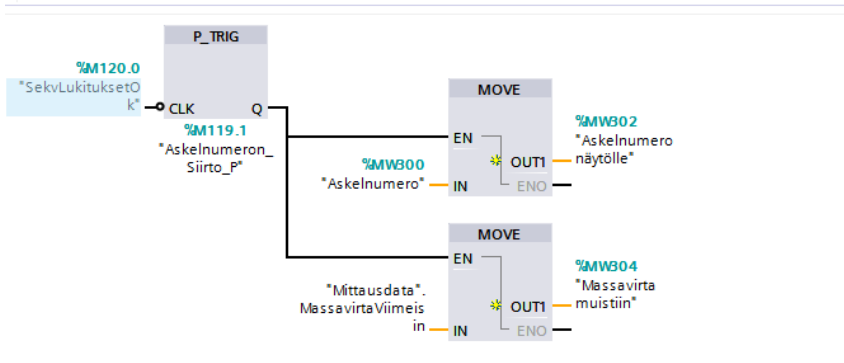 P_TRIG
%M120.0
"SekvLukituksetO
k"
CLK
Q
%M119.1
"Askelnumeron_
Siirto_P"
MOVE
EN
%MW302
"Askelnumero
näytölle"
%MW300
"Askelnumero"
IN
OUT1
ENO
MOVE
EN
%MW304
"Massavirta
muistiin"
"Mittausdata".
MassavirtaViimeis
in
IN
OUT1
ENO